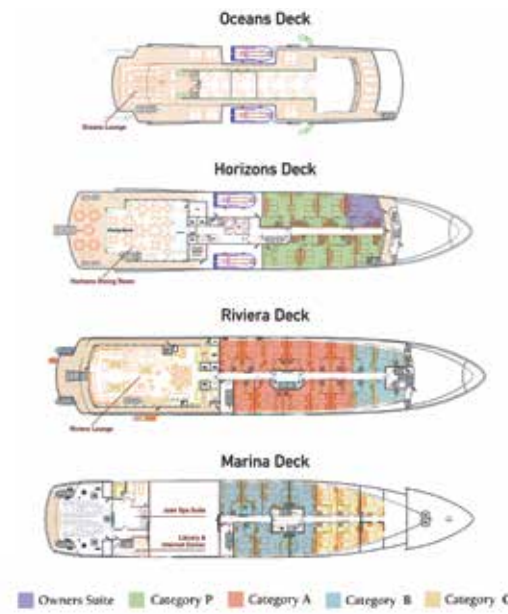 Oceans Deck
Oceans Lounge
Horizons Deck
Horizons Dining Room
Riviera Deck
Riviera Lounge
Marina Deck
Spa Suite
Library &
Internet Corner
Owners Suite
Category P
Category A
Category B
Category C